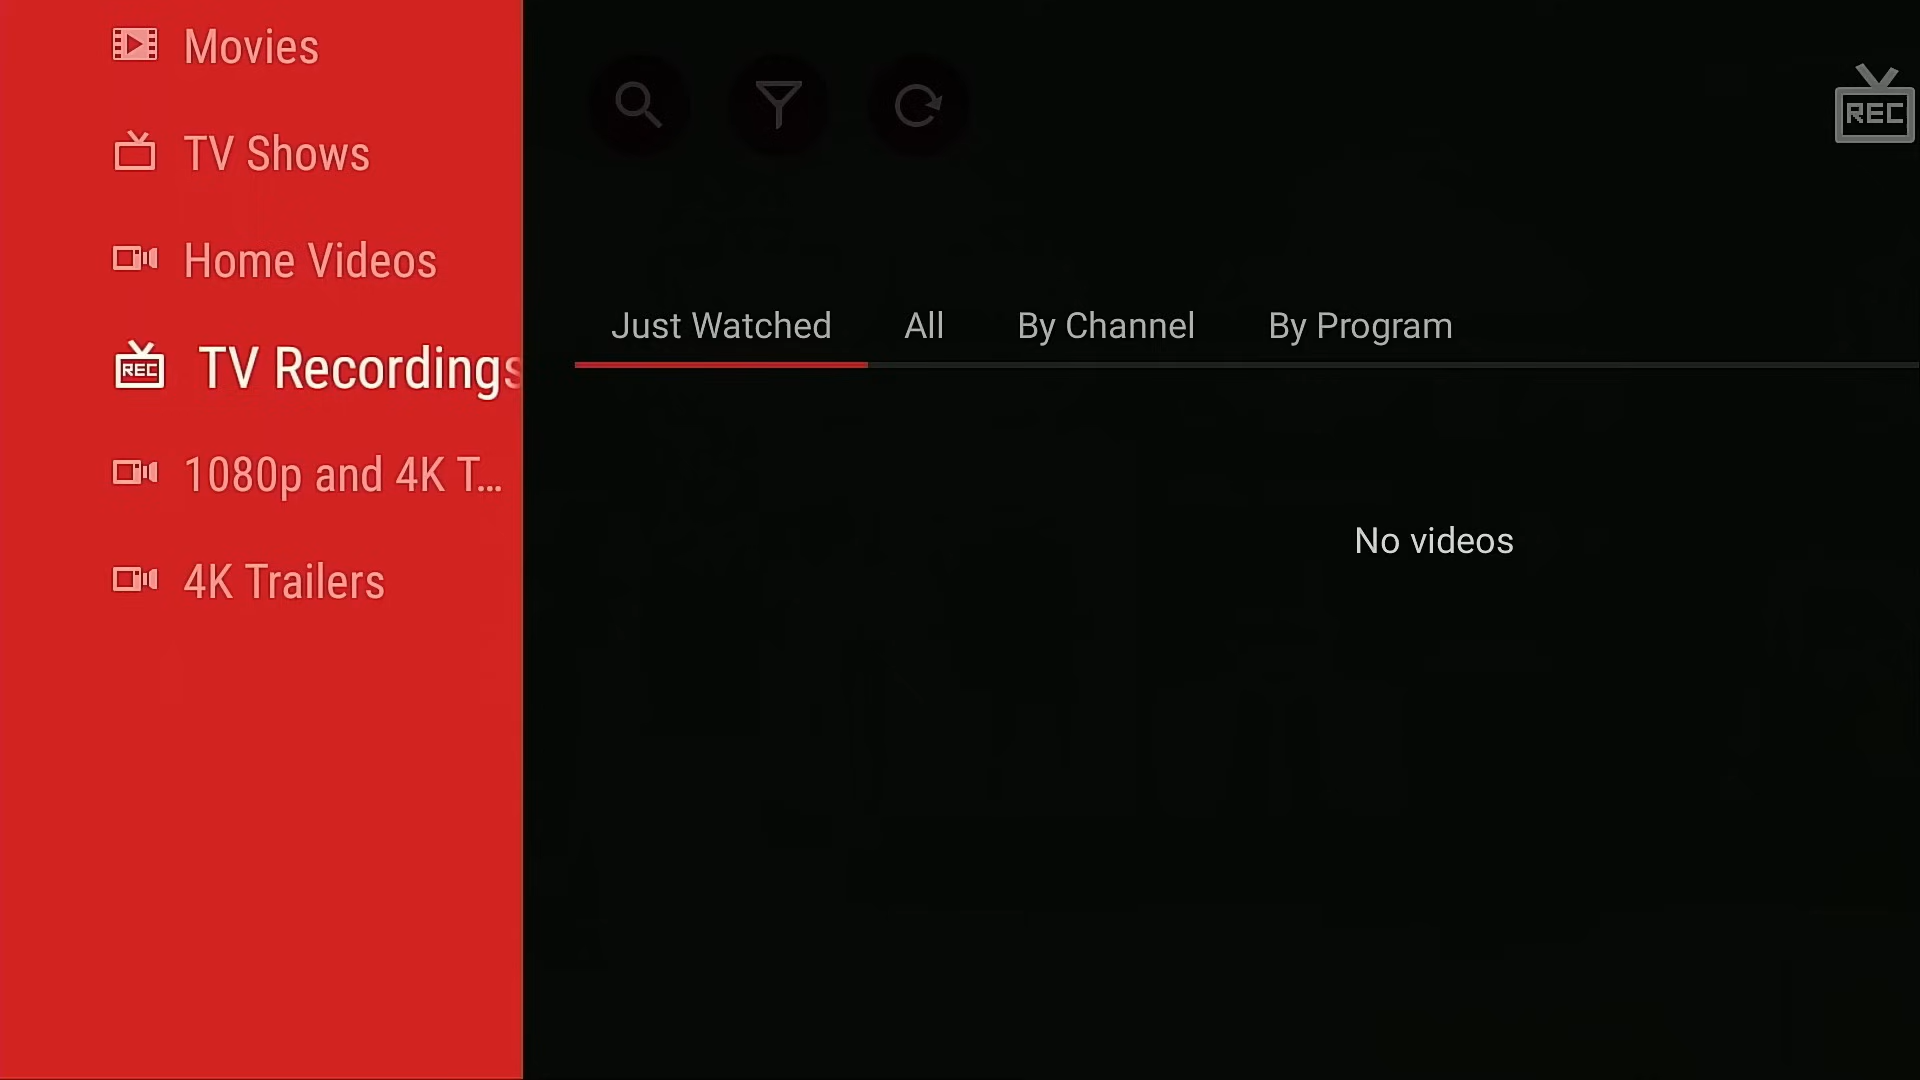 Movies
TV Shows
Home Videos
REC TV Recordings
1080p and 4K T...
4K Trailers
REC
Just Watched All By Channel By Program
No videos